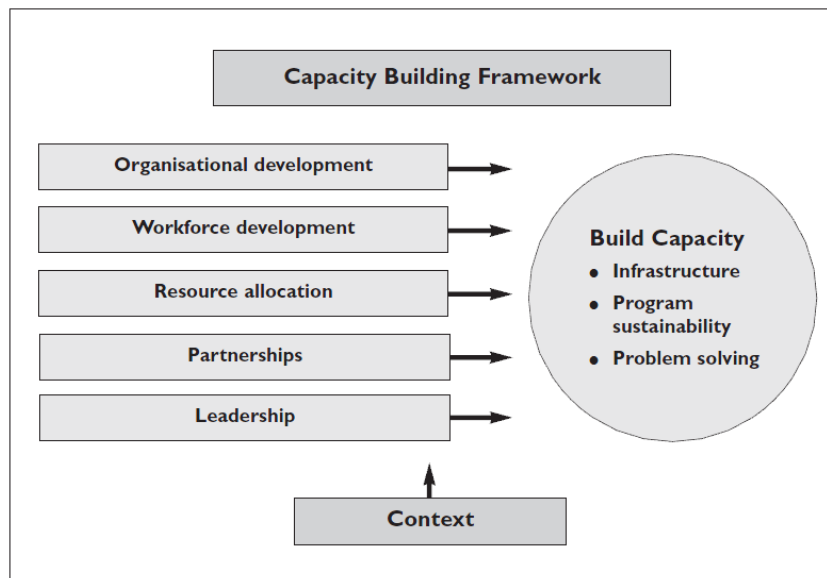 Capacity Building Framework
Organisational development
Workforce development
Resource allocation
Partnerships
Leadership
Build Capacity
• Infrastructure
• Program
sustainability
• Problem solving
Context